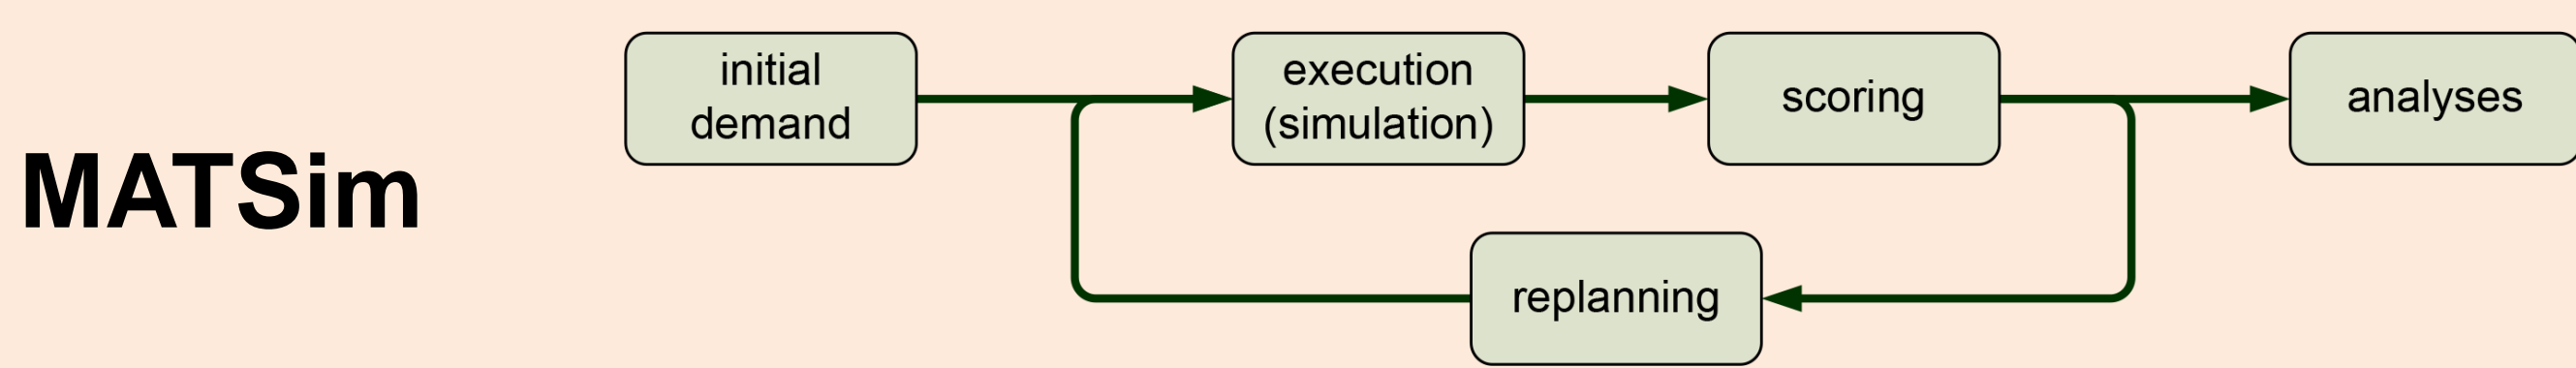 MATSim
initial
demand
execution
(simulation)
scoring
analyses
replanning